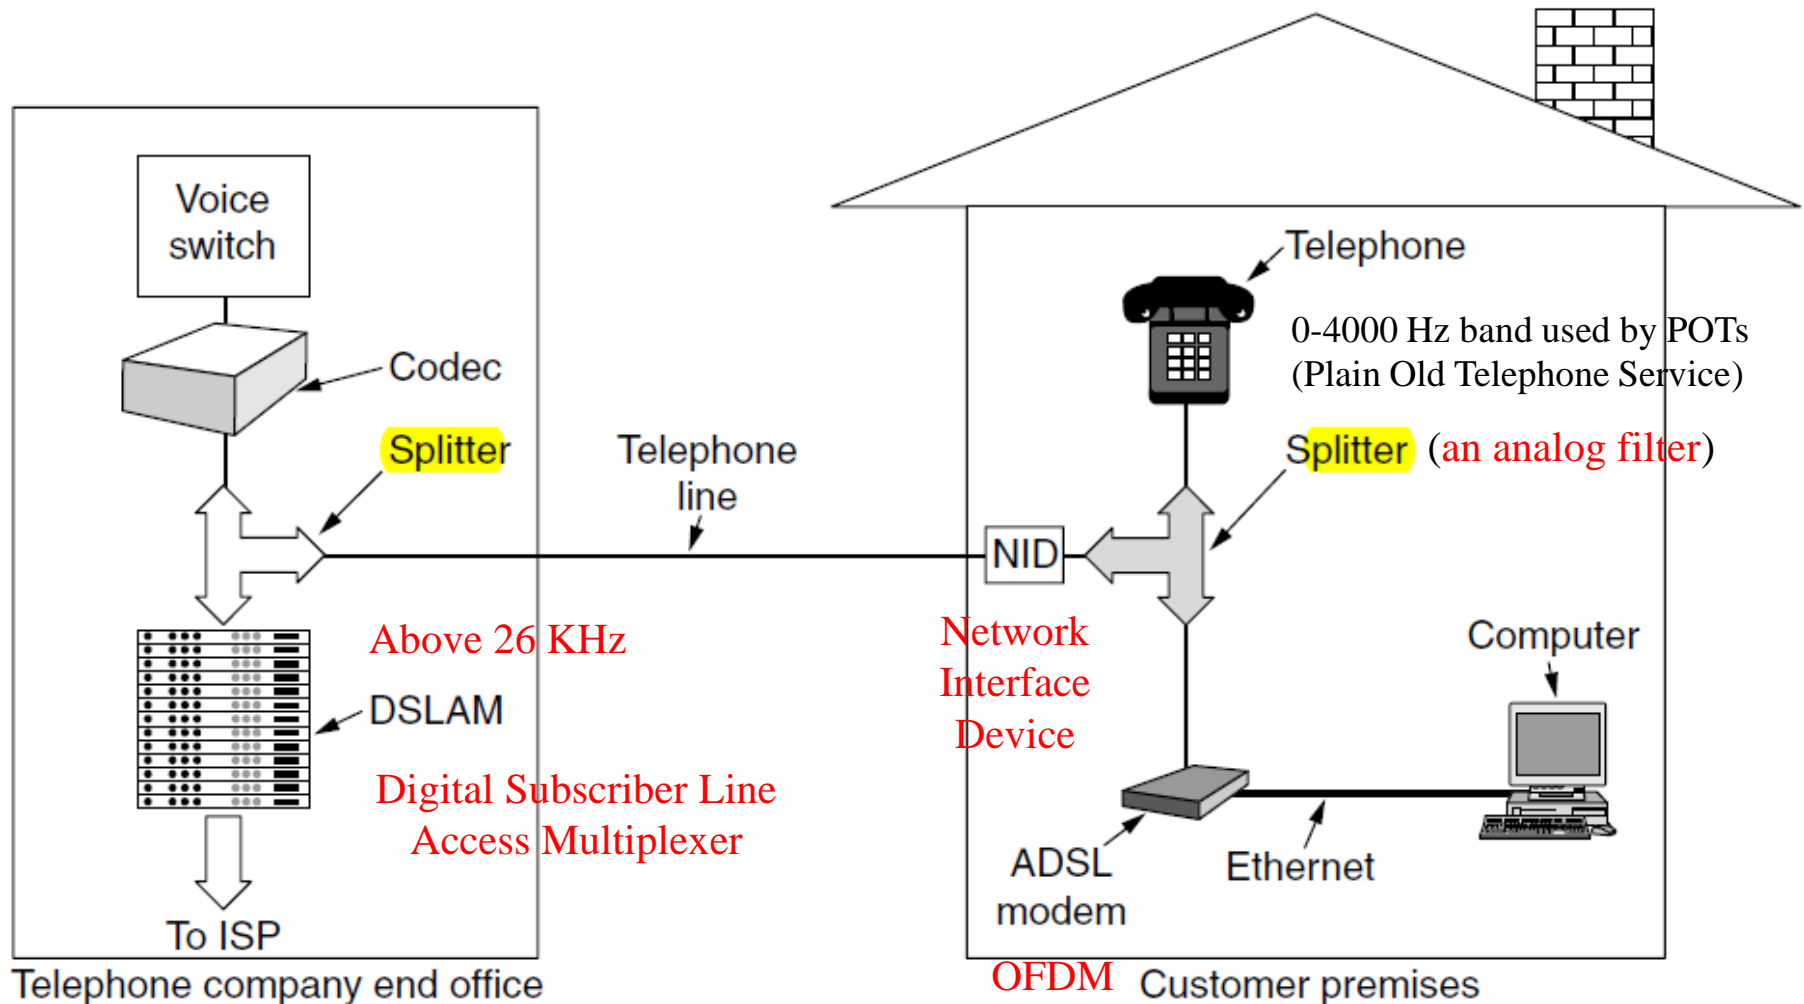 Voice
switch
Codec
Splitter
Above 26 KHz
DSLAM
Digital Subscriber Line
Access Multiplexer
To ISP
Telephone company end office
Telephone
line
Telephone
0-4000 Hz band used by POTs
(Plain Old Telephone Service)
Splitter (an analog filter)
NID
Network
Interface
Device
Computer
ADSL
modem
Ethernet
OFDM
Customer premises